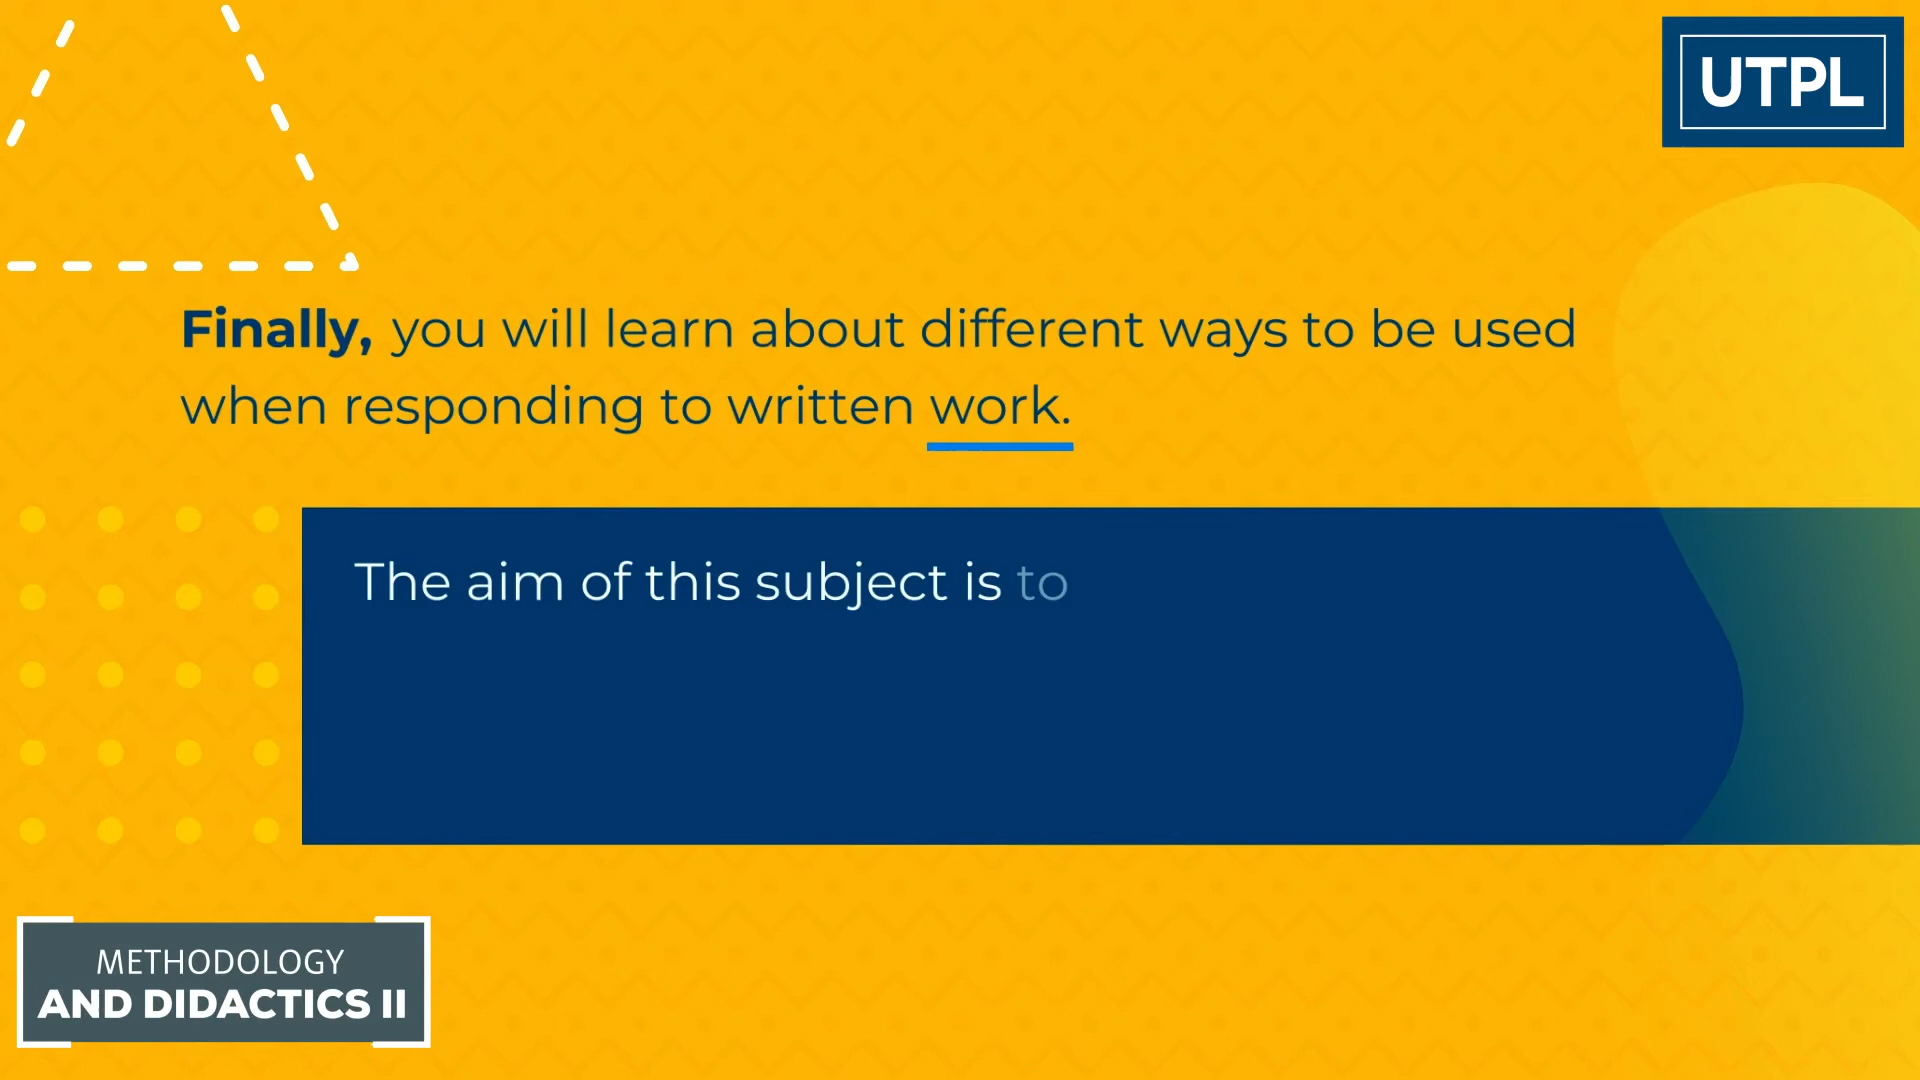 UTPL
Finally, you will learn about different ways to be used
when responding to written work.
The aim of this subject is to
METHODOLOGY
AND DIDACTICS II